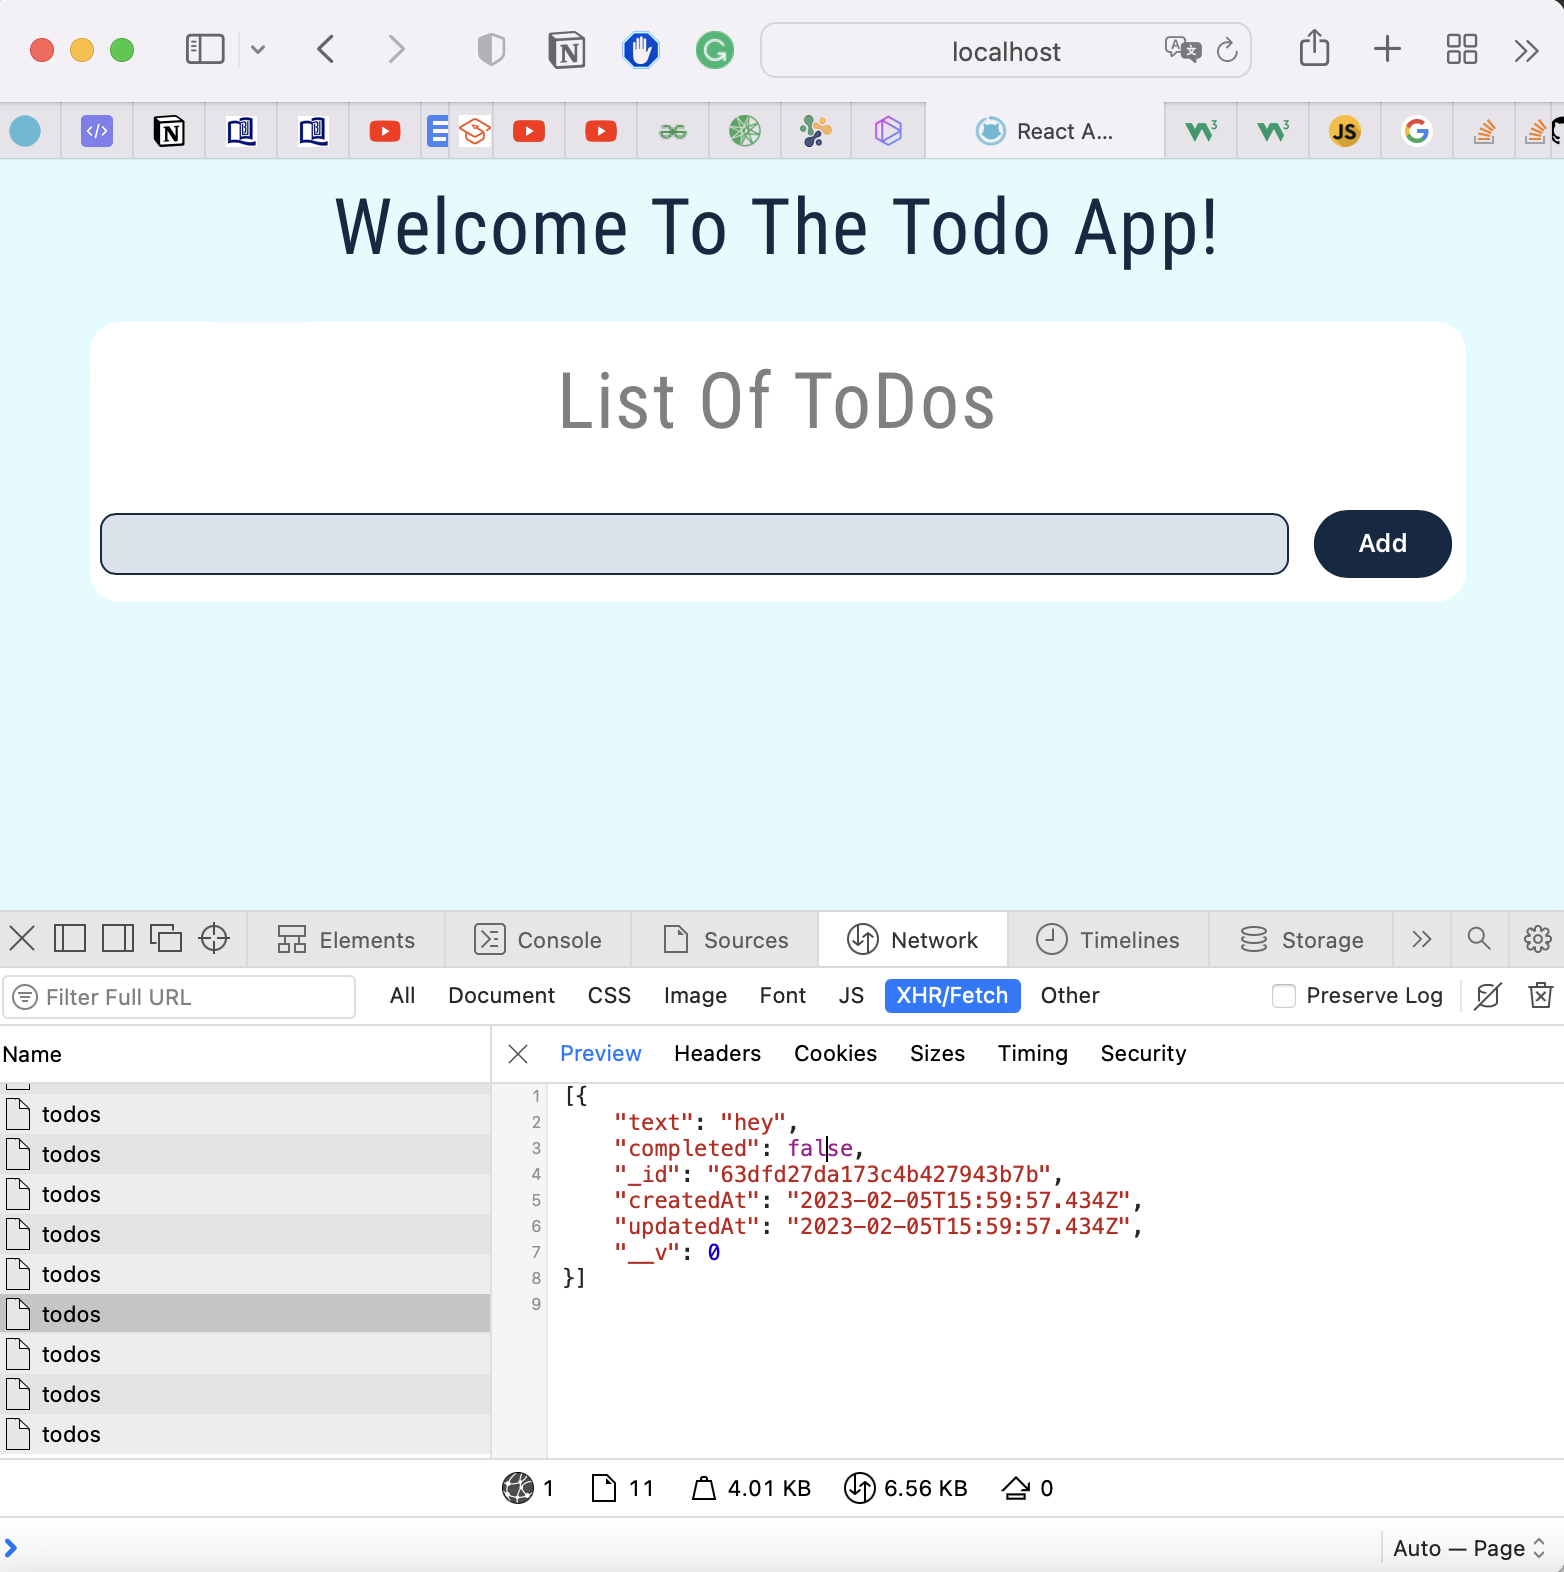 localhost
React A...
JS
Welcome To The Todo App!
List Of ToDos
Add
Elements
Console
Sources
Network
Timelines
Storage
Filter Full URL
All
Document
CSS
Image
Font
JS
XHR/Fetch
Other
Preserve Log
Name
Preview
Headers
Cookies
Sizes
Timing
Security
todos
todos
todos
todos
todos
todos
todos
todos
todos
1 [{
2 "text": "hey",
3 "completed": false,
4 "_id": "63dfd27da173c4b427943b7b",
5 "createdAt": "2023-02-05T15:59:57.434Z",
6 "updatedAt": "2023-02-05T15:59:57.434Z",
7 "__v": 0
8 }]
9
1
11
4.01 KB
6.56 KB
0
Auto — Page